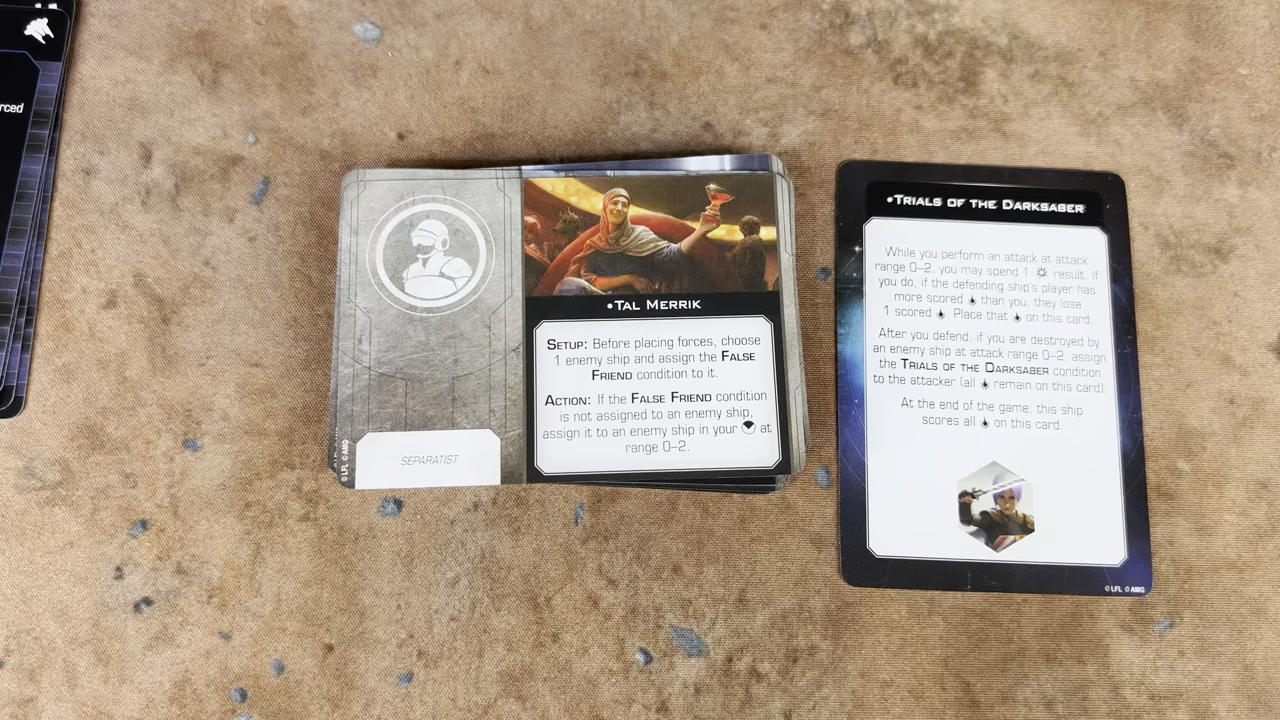 rced
•TAL MERRIK
SETUP: Before placing forces, choose
1 enemy ship and assign the FALSE
FRIEND condition to it.
ACTION: If the FALSE FRIEND condition
is not assigned to an enemy ship,
assign it to an enemy ship in your at
range 0–2.
SEPARATIST
© LFL © AMG
•TRIALS OF THE DARKSABER
While you perform an attack at attack
range 0–2, you may spend 1 result. If
you do, if the defending ship's player has
more scored than you, they lose
1 scored . Place that on this card.
After you defend, if you are destroyed by
an enemy ship at attack range 0–2, assign
the TRIALS OF THE DARKSABER condition
to the attacker (all remain on this card).
At the end of the game, this ship
scores all on this card.
© LFL © AMG